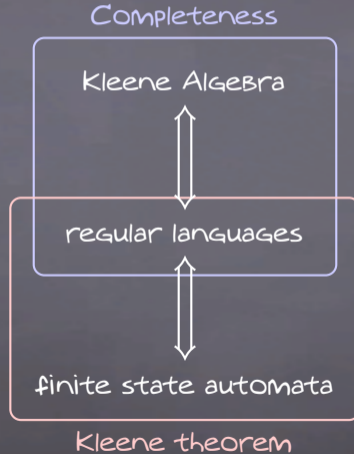 Completeness
Kleene Algebra
regular languages
finite state automata
Kleene theorem